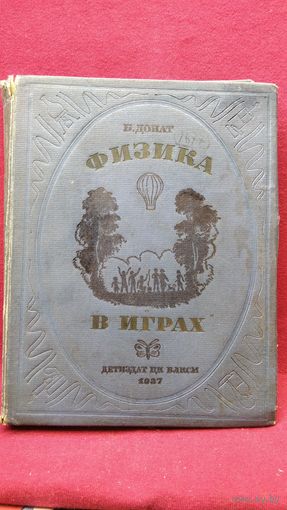 Б. ДОНАТ
ФИЗИКА
В ИГРАХ
ДЕТИЗДАТ ЦК ВЛКСМ
1937